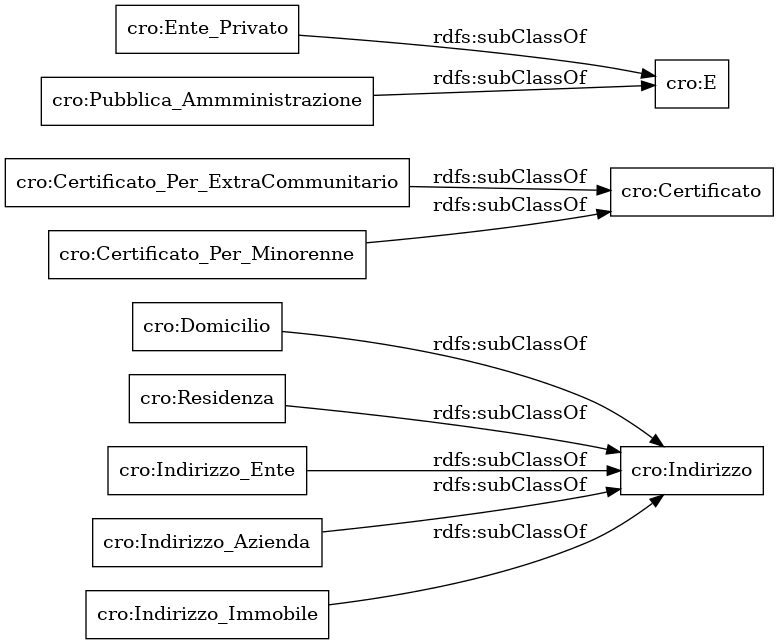 cro:Ente_Privato
rdfs:subClassOf
cro:E
cro:Pubblica_Ammministrazione
rdfs:subClassOf
cro:Certificato_Per_ExtraCommunitario
rdfs:subClassOf
cro:Certificato
cro:Certificato_Per_Minorenne
rdfs:subClassOf
cro:Domicilio
rdfs:subClassOf
cro:Residenza
rdfs:subClassOf
cro:Indirizzo_Ente
rdfs:subClassOf
cro:Indirizzo
cro:Indirizzo_Azienda
rdfs:subClassOf
cro:Indirizzo_Immobile
rdfs:subClassOf